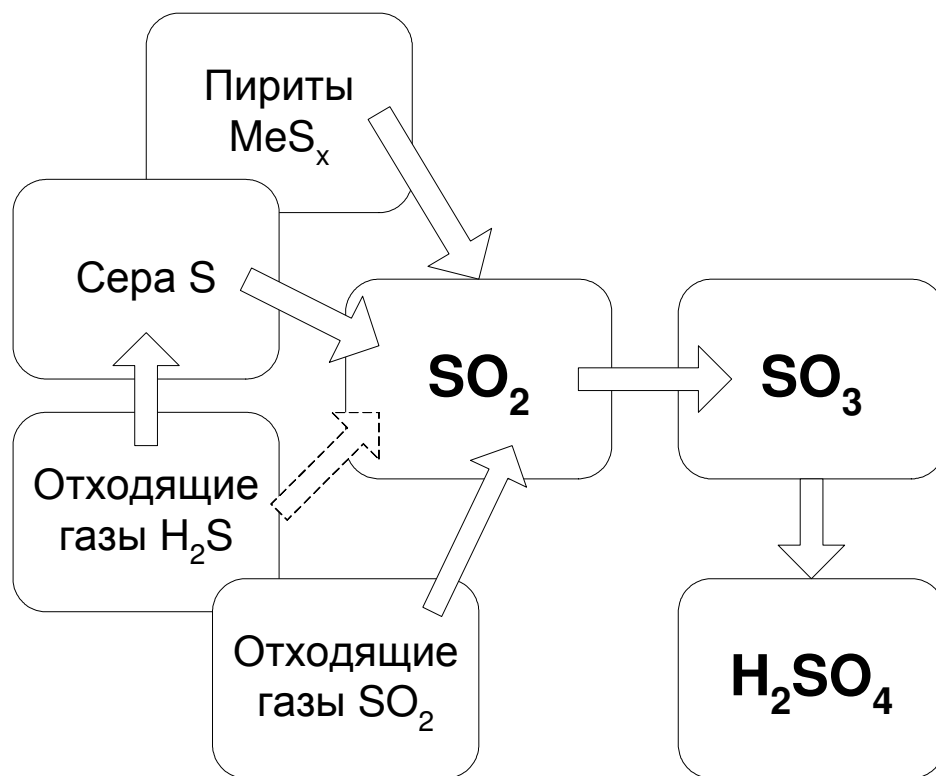 Пириты
MeSₓ
Сера S
SO₂
SO₃
Отходящие
газы H₂S
Отходящие
газы SO₂
H₂SO₄